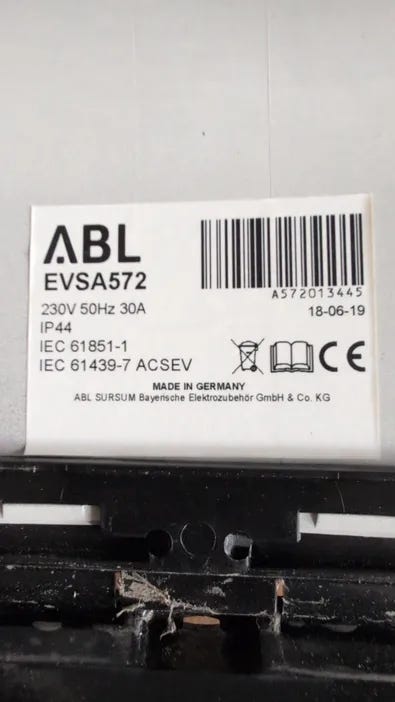 ABL
EVSA572
A572013445
230V 50Hz 30A
18-06-19
IP44
IEC 61851-1
IEC 61439-7 ACSEV
CE
MADE IN GERMANY
ABL SURSUM Bayerische Elektrozubehör GmbH & Co. KG